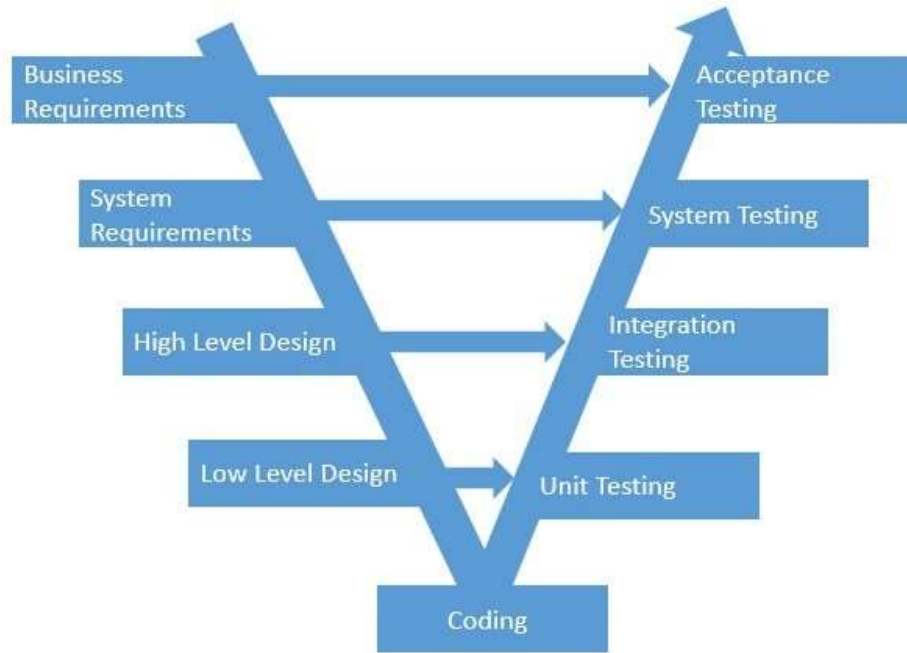 Business
Requirements
Acceptance
Testing
System
Requirements
System Testing
High Level Design
Integration
Testing
Low Level Design
Unit Testing
Coding